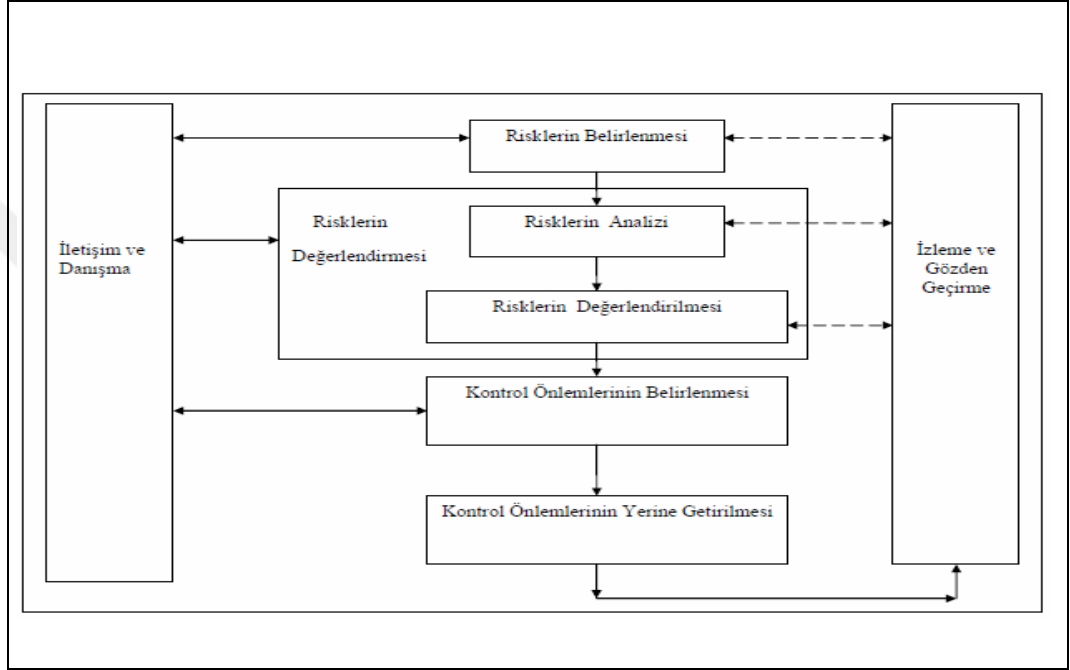 İletişim ve
Danışma
Risklerin Belirlenmesi
Risklerin
Değerlendirmesi
Risklerin Analizi
Risklerin Değerlendirilmesi
Kontrol Önlemlerinin Belirlenmesi
Kontrol Önlemlerinin Yerine Getirilmesi
İzleme ve
Gözden
Geçirme